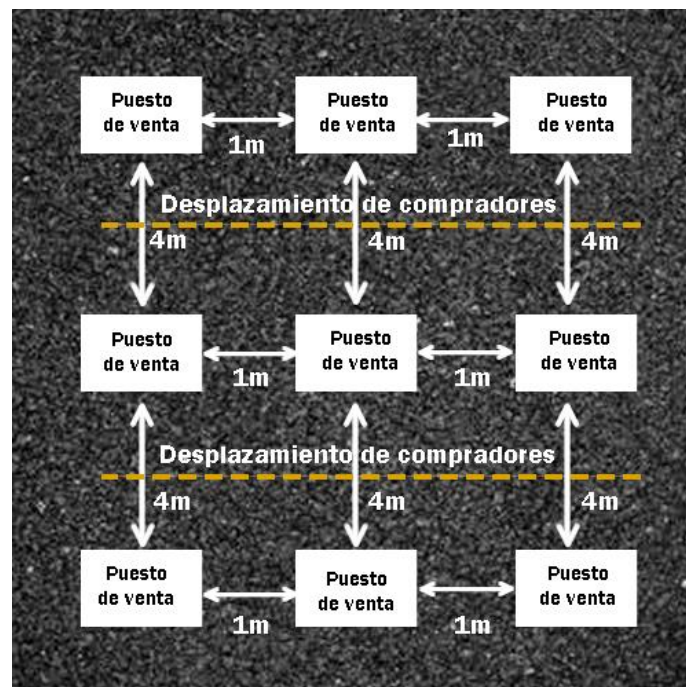 Puesto
de venta
Puesto
de venta
Puesto
de venta
1m
1m
Desplazamiento de compradores
4m
4m
4m
Puesto
de venta
Puesto
de venta
Puesto
de venta
1m
1m
Desplazamiento de compradores
4m
4m
4m
Puesto
de venta
Puesto
de venta
Puesto
de venta
1m
1m